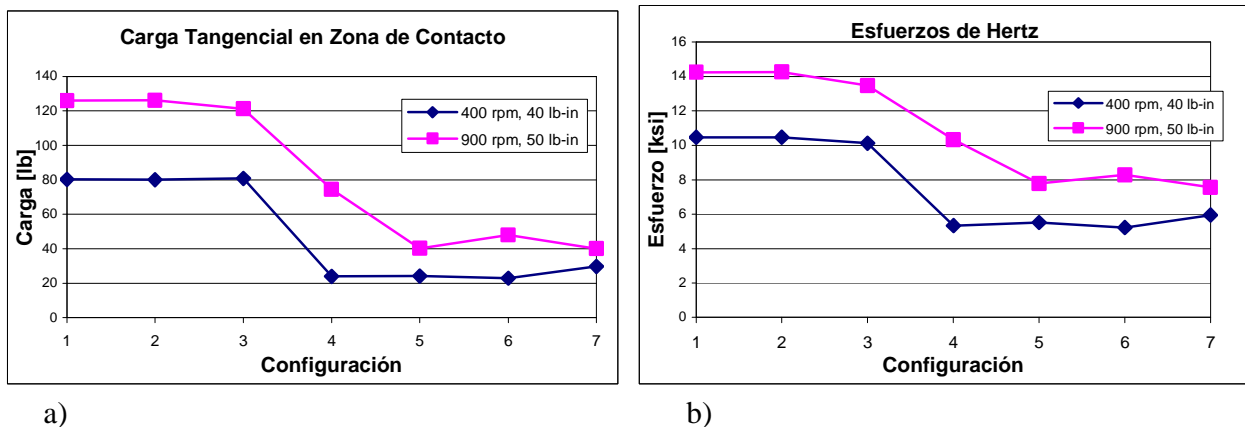 Carga Tangencial en Zona de Contacto
Carga [lb]
140
120
100
80
60
40
20
0
400 rpm, 40 lb-in
900 rpm, 50 lb-in
1 2 3 4 5 6 7
Configuración
a)
Esfuerzos de Hertz
Esfuerzo [ksi]
16
14
12
10
8
6
4
2
0
400 rpm, 40 lb-in
900 rpm, 50 lb-in
1 2 3 4 5 6 7
Configuración
b)